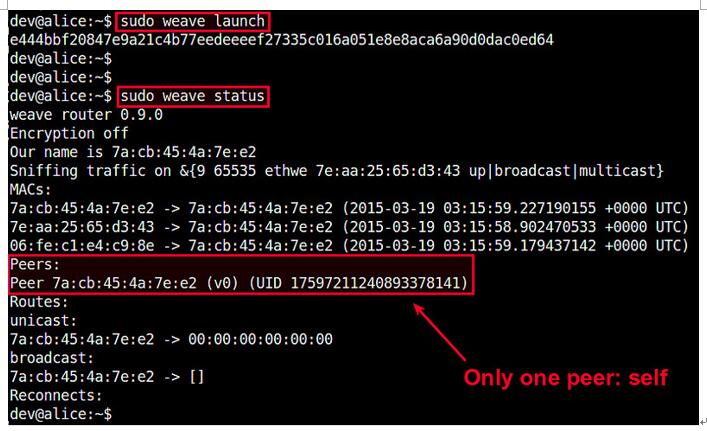 dev@alice:~$ sudo weave launch
e444bbf20847e9a21c4b77eedeeeef27335c016a051e8e8aca6a90d0dac0ed64
dev@alice:~$
dev@alice:~$
dev@alice:~$ sudo weave status
weave router 0.9.0
Encryption off
Our name is 7a:cb:45:4a:7e:e2
Sniffing traffic on &{9 65535 ethwe 7e:aa:25:65:d3:43 up|broadcast|multicast}
MACs:
7a:cb:45:4a:7e:e2 -> 7a:cb:45:4a:7e:e2 (2015-03-19 03:15:59.227190155 +0000 UTC)
7e:aa:25:65:d3:43 -> 7a:cb:45:4a:7e:e2 (2015-03-19 03:15:58.902470533 +0000 UTC)
06:fe:c1:e4:c9:8e -> 7a:cb:45:4a:7e:e2 (2015-03-19 03:15:59.179437142 +0000 UTC)
Peers:
Peer 7a:cb:45:4a:7e:e2 (v0) (UID 17597211240893378141)
Routes:
unicast:
7a:cb:45:4a:7e:e2 -> 00:00:00:00:00:00
broadcast:
7a:cb:45:4a:7e:e2 -> []
Only one peer: self
Reconnects:
dev@alice:~$